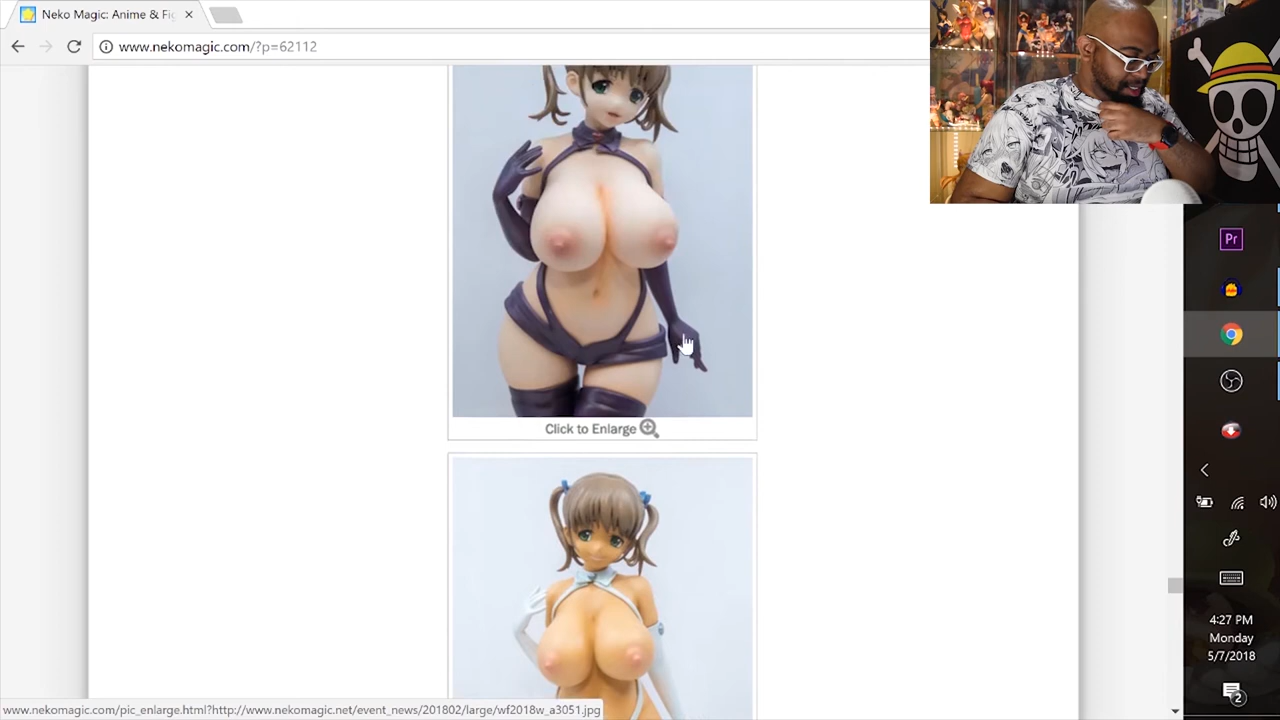 Neko Magic: Anime & Fig
www.nekomagic.com/?p=62112
Click to Enlarge
Pr
4:27 PM
Monday
5/7/2018
2
www.nekomagic.com/pic_enlarge.html?http://www.nekomagic.net/event_news/201802/large/wf2018w_a3051.jpg